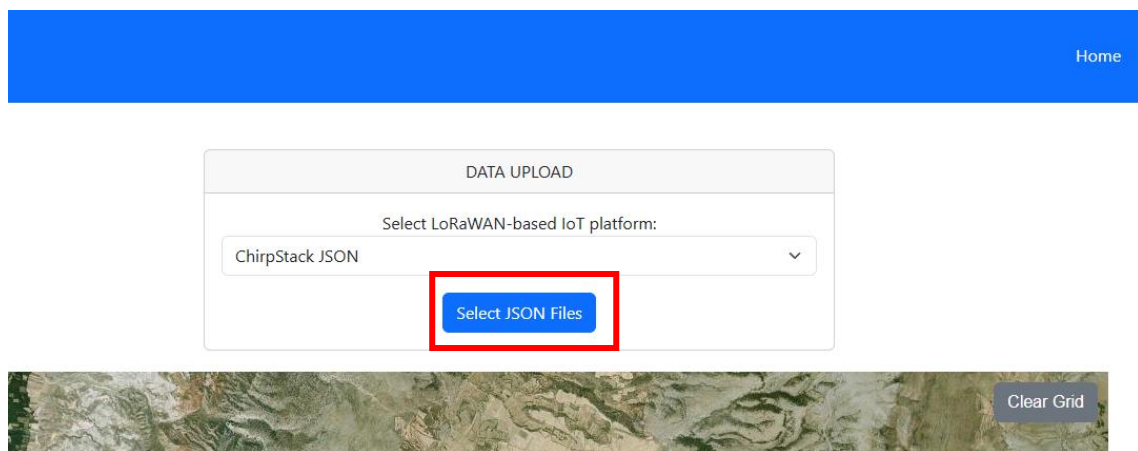 Home
DATA UPLOAD
Select LoRaWAN-based IoT platform:
ChirpStack JSON
Select JSON Files
Clear Grid